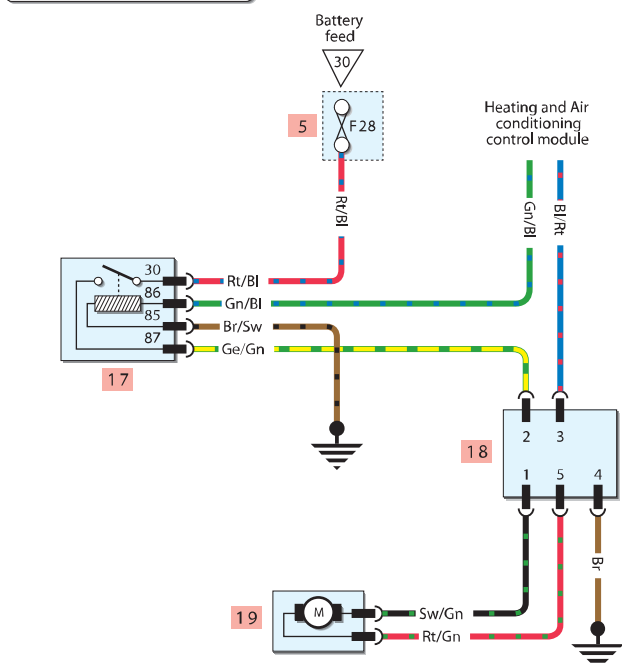 Battery
feed
30
5
F28
Heating and Air
conditioning
control module
Rt/Bl
Gn/Bl
Bl/Rt
30
86
85
87
Rt/Bl
Gn/Bl
Br/Sw
Ge/Gn
17
2
3
18
1
5
4
Br
19
M
Sw/Gn
Rt/Gn